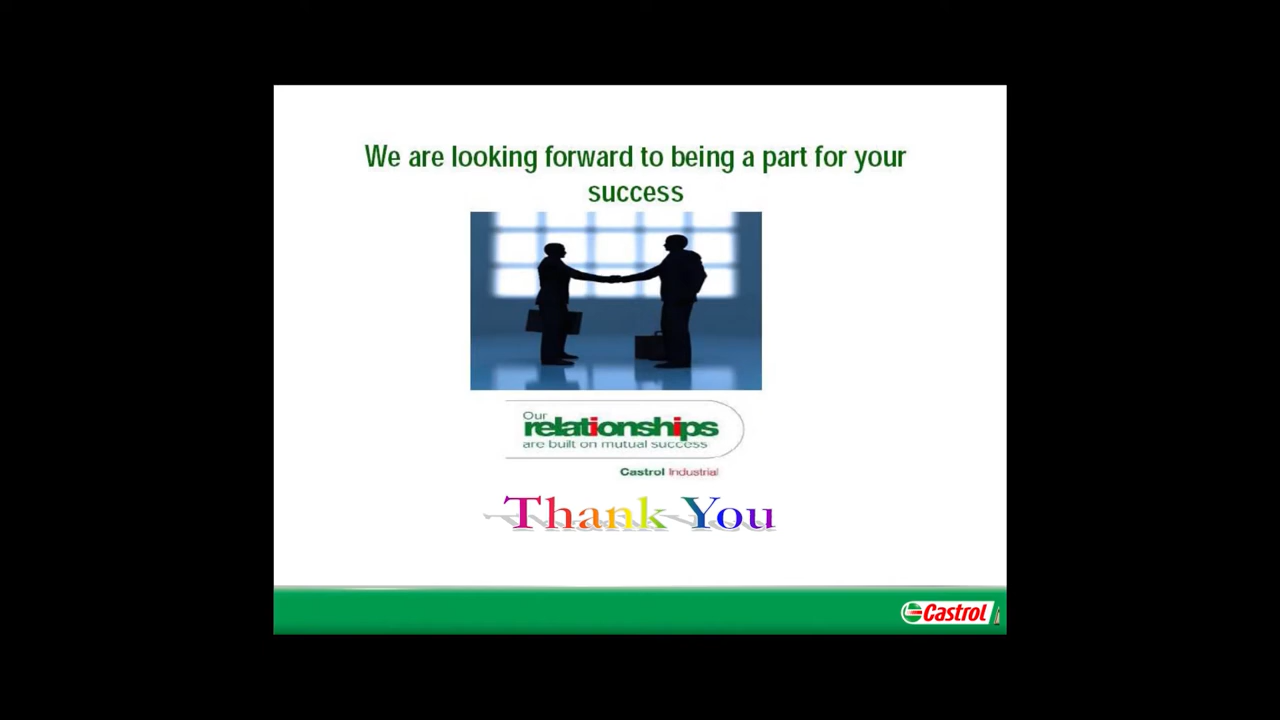 We are looking forward to being a part for your
success
Our
relationships
are built on mutual success
Castrol Industrial
Thank You
Castrol